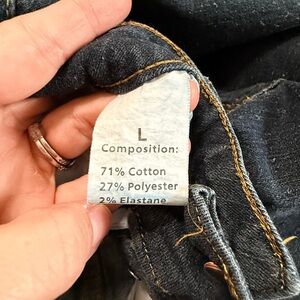 L
Composition:
71% Cotton
27% Polyester
2% Elastane